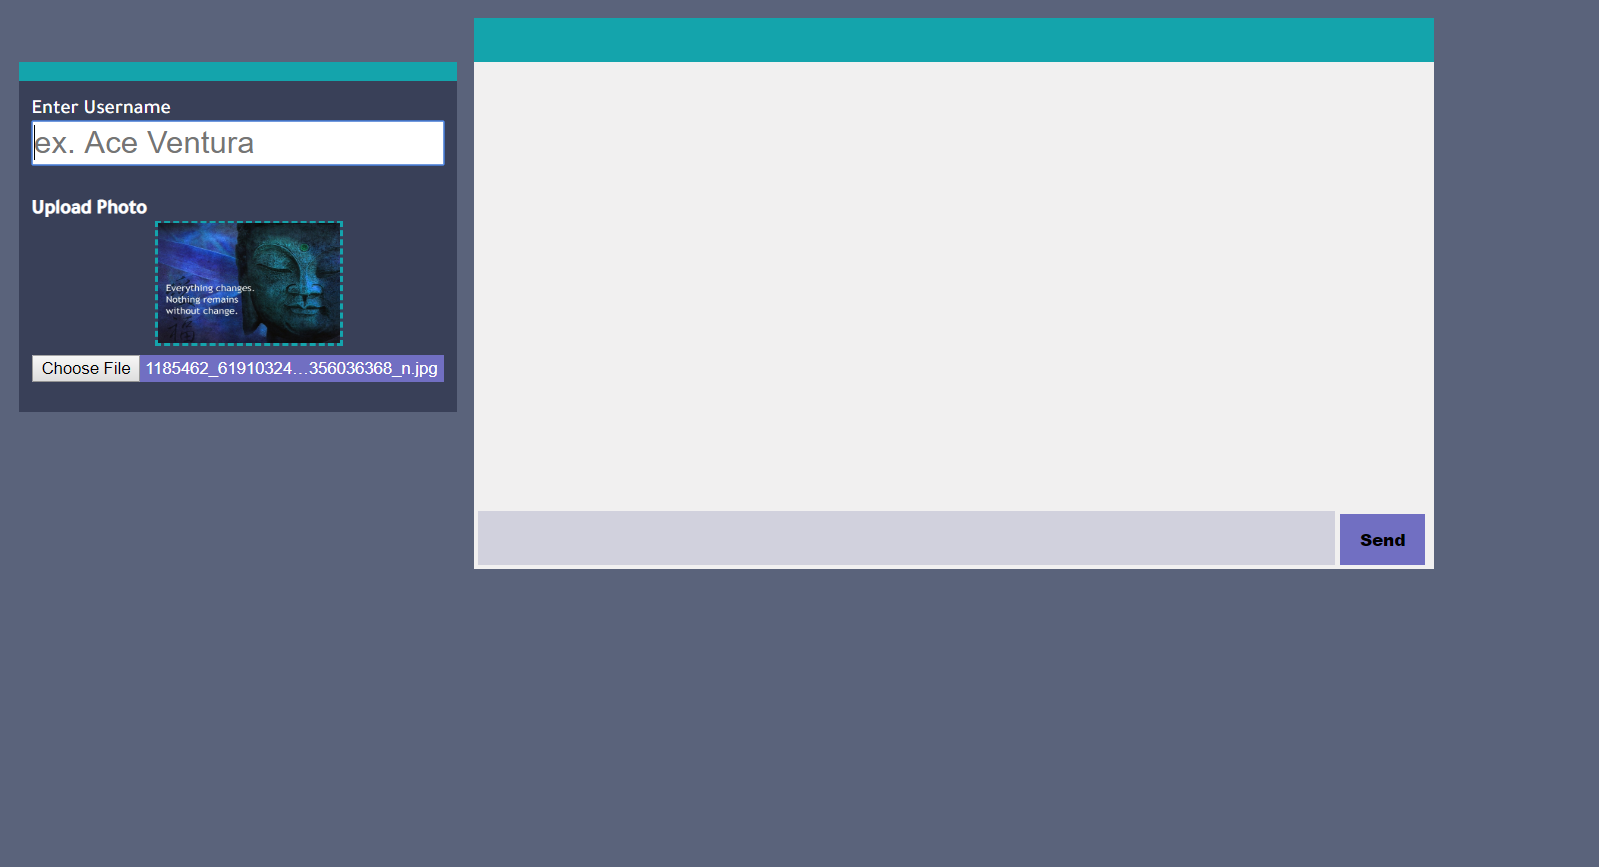 Enter Username
ex. Ace Ventura
Upload Photo
Everything changes.
Nothing remains
without change.
Choose File 1185462_61910324…356036368_n.jpg
Send